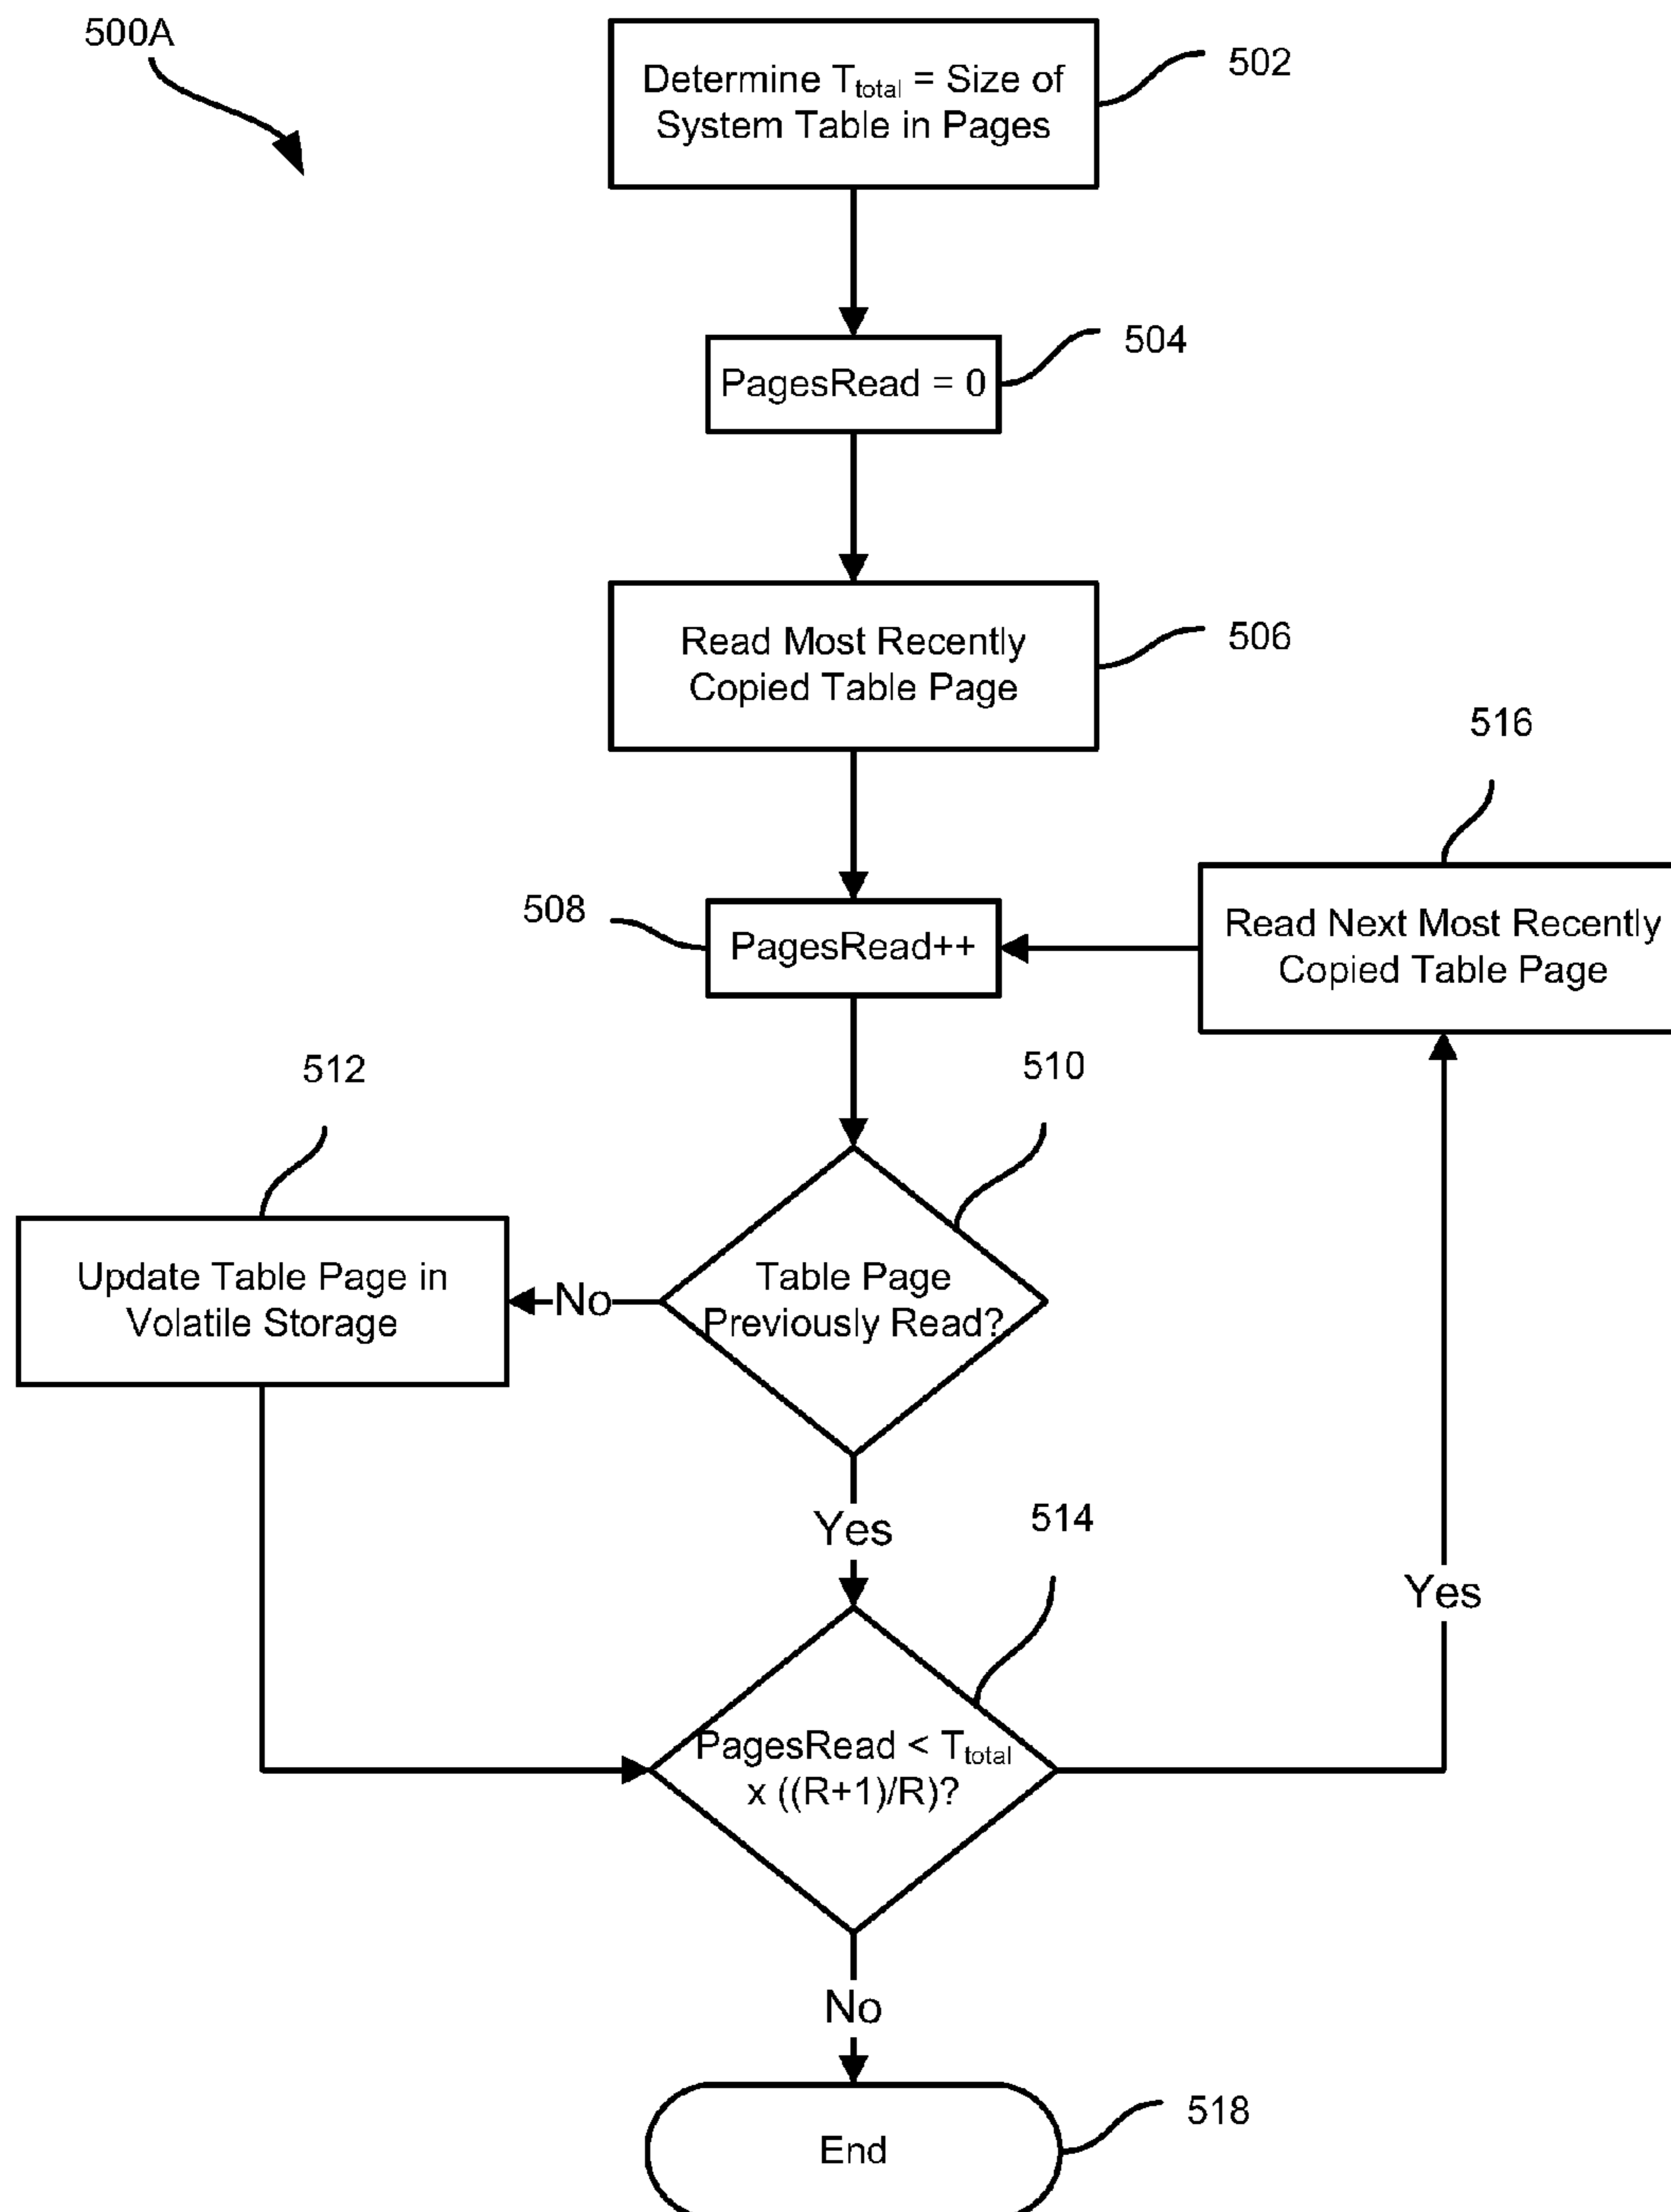 500A
502
Determine Ttotal = Size of
System Table in Pages
504
PagesRead = 0
506
Read Most Recently
Copied Table Page
516
508
PagesRead++
Read Next Most Recently
Copied Table Page
512
510
Update Table Page in
Volatile Storage
No
Table Page
Previously Read?
Yes
514
Yes
PagesRead < Ttotal
x ((R+1)/R)?
No
518
End